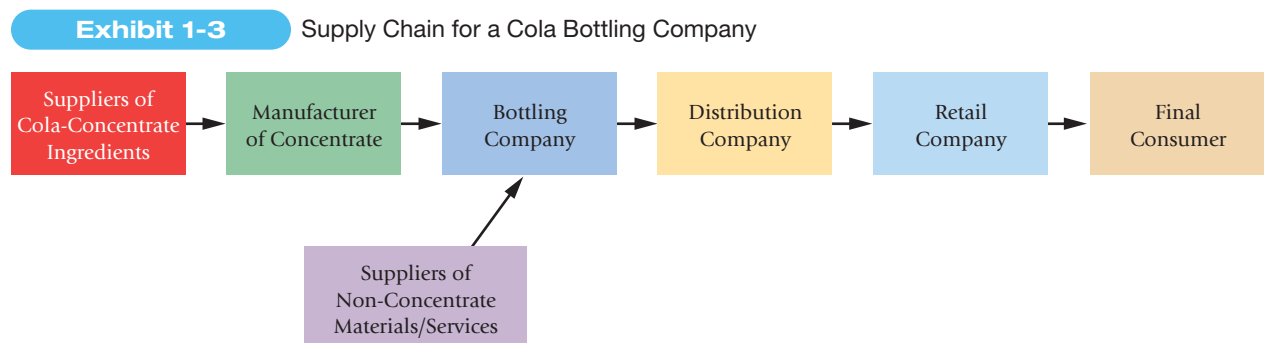 Exhibit 1-3 Supply Chain for a Cola Bottling Company
Suppliers of
Cola-Concentrate
Ingredients
Manufacturer
of Concentrate
Bottling
Company
Distribution
Company
Retail
Company
Final
Consumer
Suppliers of
Non-Concentrate
Materials/Services